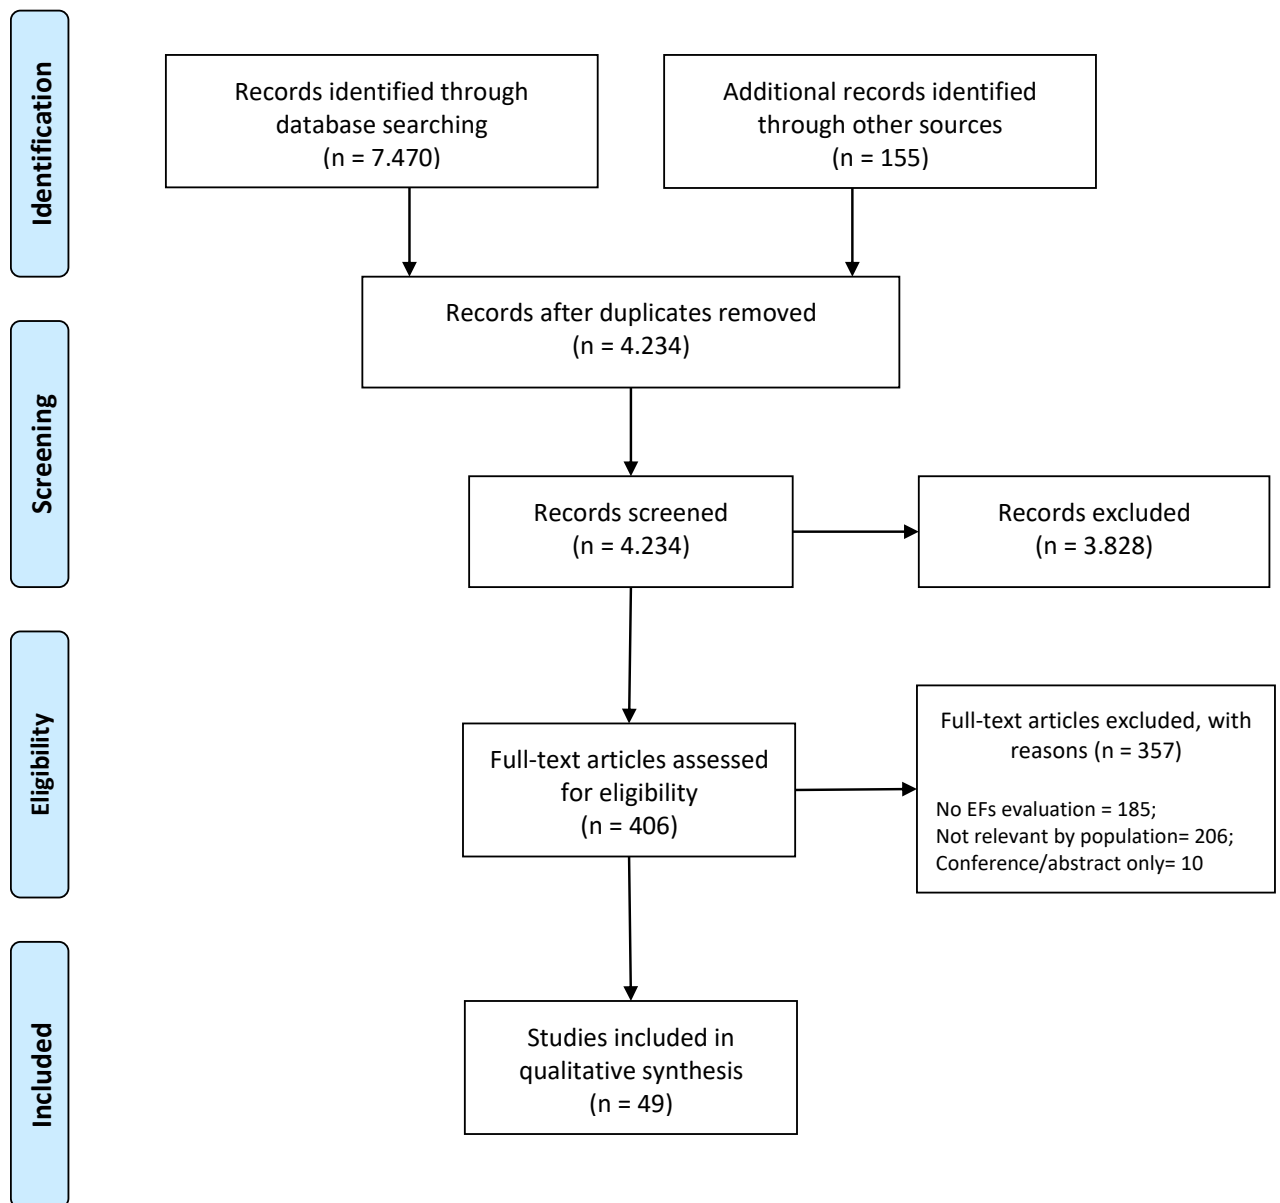 Identification
Records identified through
database searching
(n = 7.470)
Additional records identified
through other sources
(n = 155)
Records after duplicates removed
(n = 4.234)
Screening
Records screened
(n = 4.234)
Records excluded
(n = 3.828)
Eligibility
Full-text articles assessed
for eligibility
(n = 406)
Full-text articles excluded, with
reasons (n = 357)
No EFs evaluation = 185;
Not relevant by population= 206;
Conference/abstract only= 10
Included
Studies included in
qualitative synthesis
(n = 49)